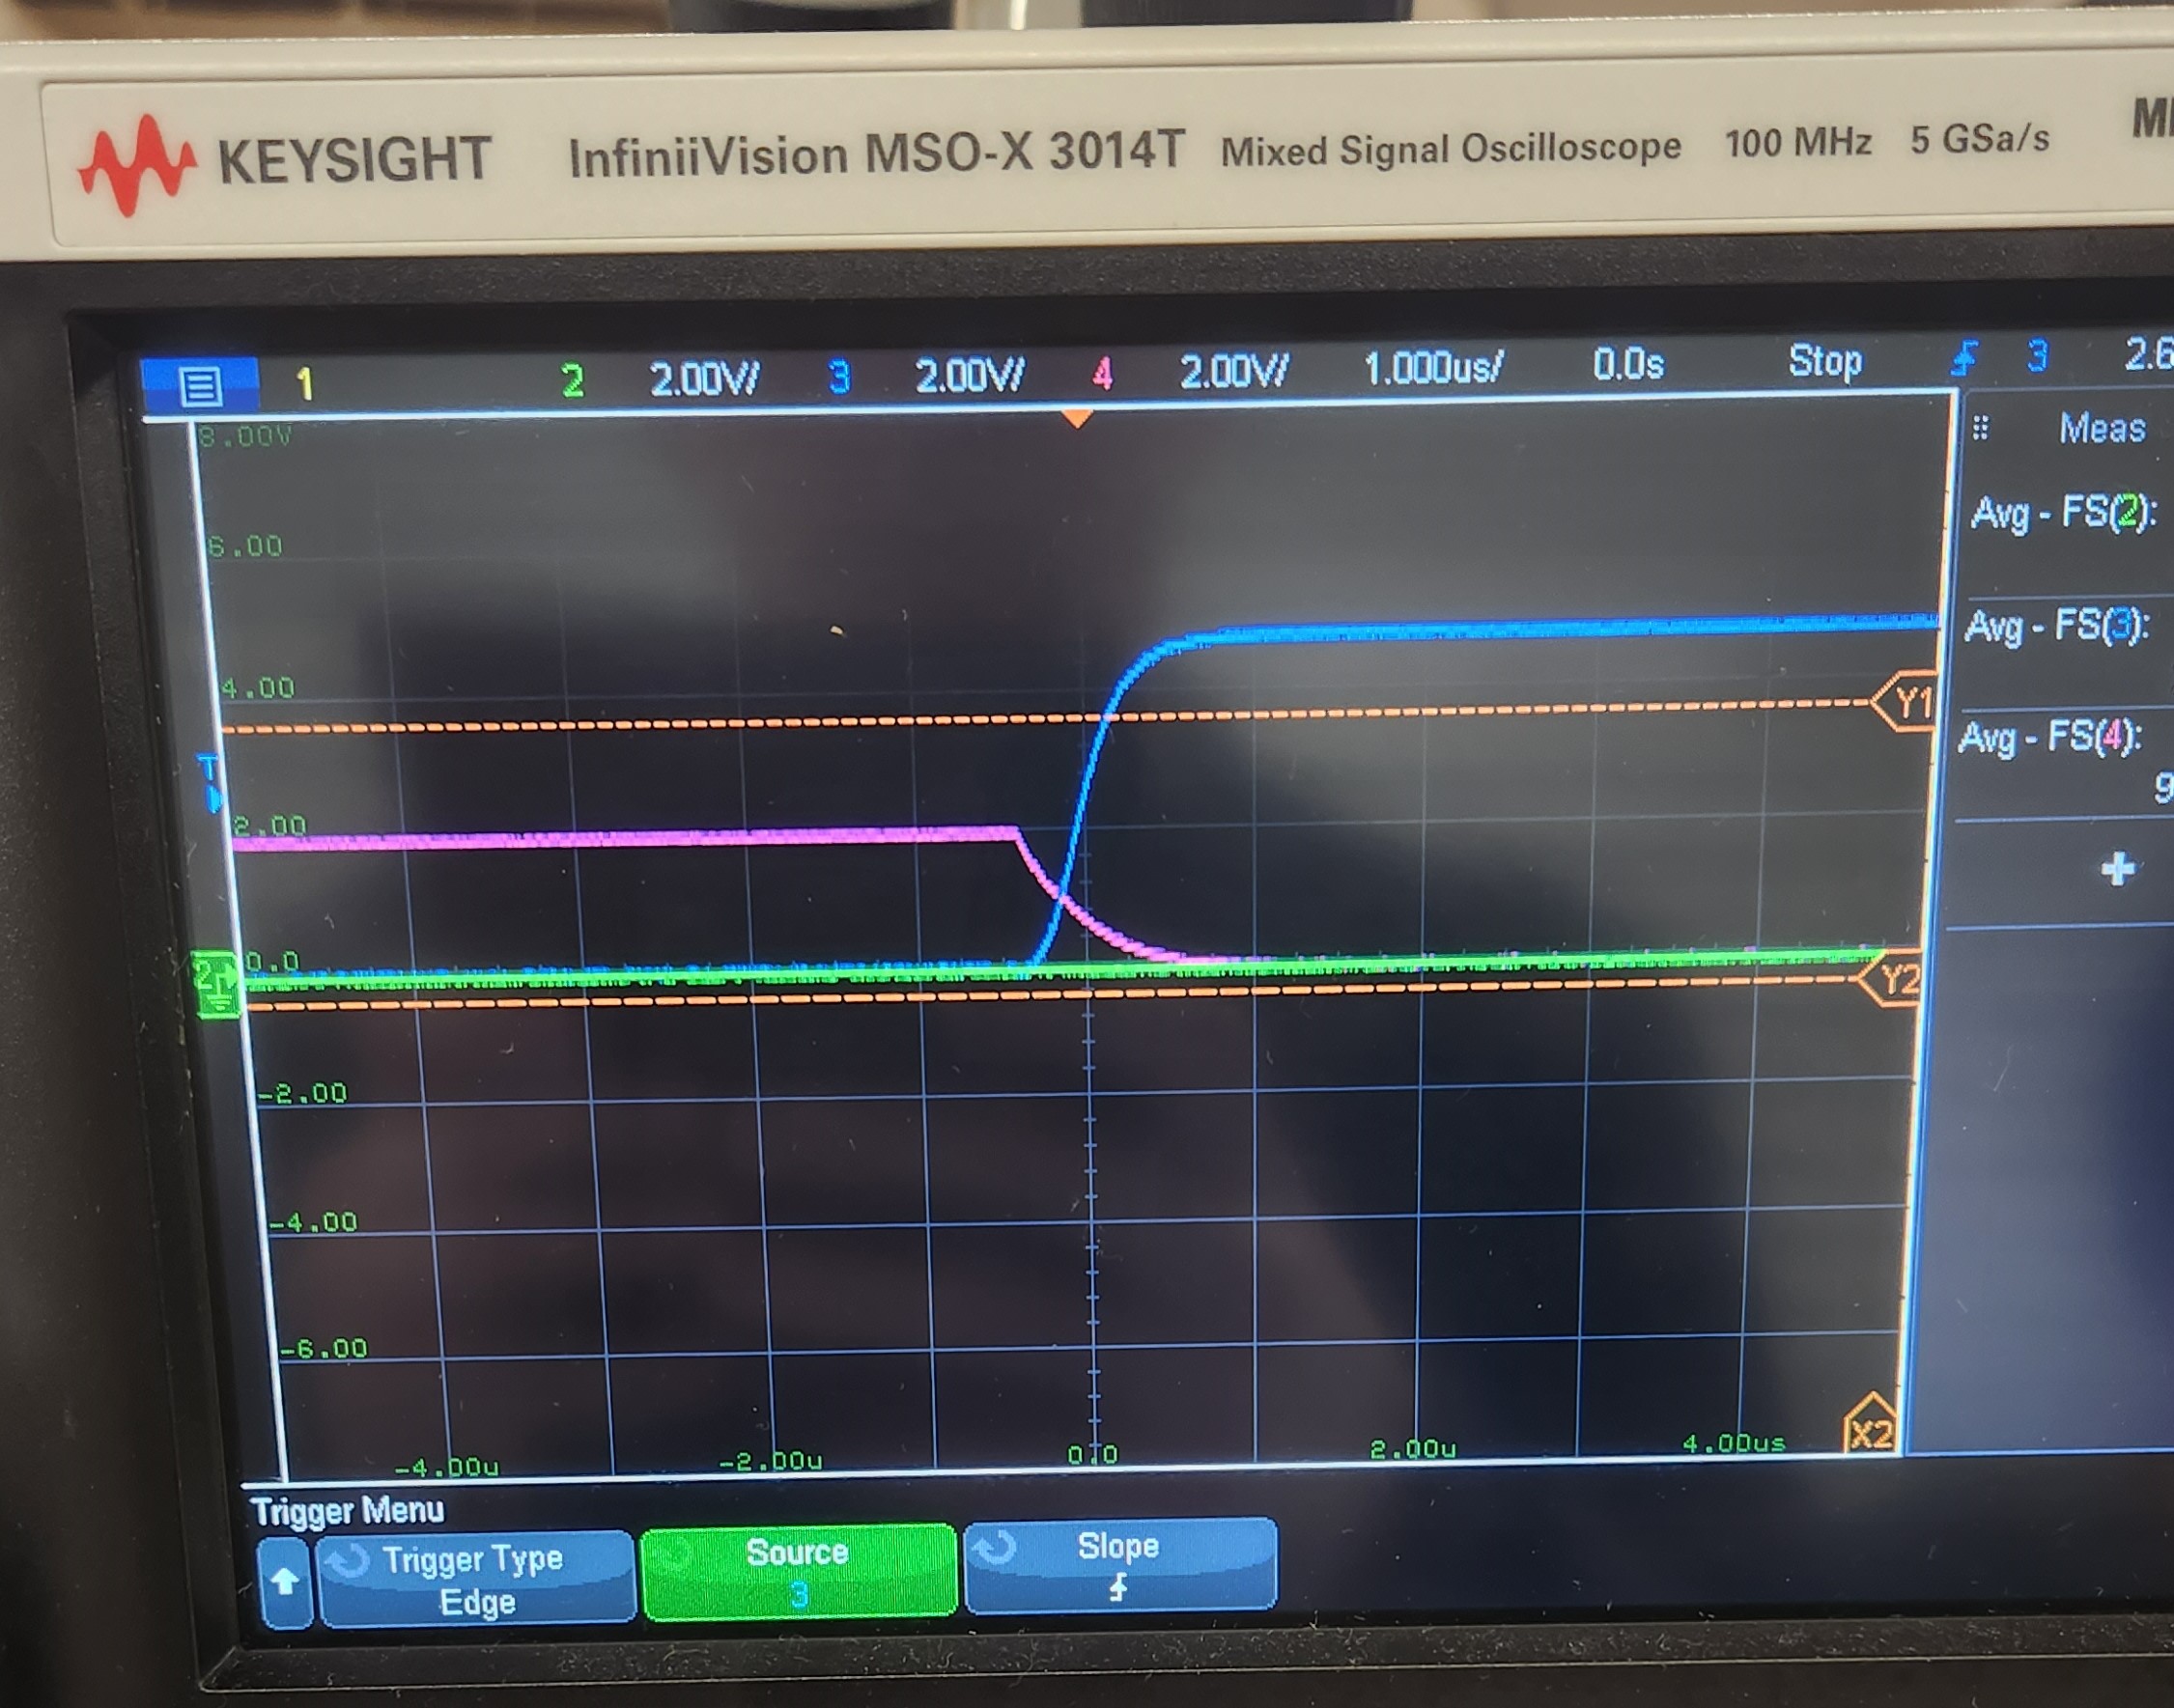 KEYSIGHT InfiniiVision MSO-X 3014T Mixed Signal Oscilloscope 100 MHz 5 GSa/s
1 2 2.00V/ 3 2.00V/ 4 2.00V/ 1.000us/ 0.0s Stop 3
8.00V
Meas
Avg - FS(2):
6.00
Avg - FS(3):
4.00
Y1
Avg - FS(4):
T
2.00
2
0.0
Y2
-2.00
-4.00
-6.00
X2
-4.00u -2.00u 0.0 2.00u 4.00us
Trigger Menu
Trigger Type
Edge
Source
3
Slope